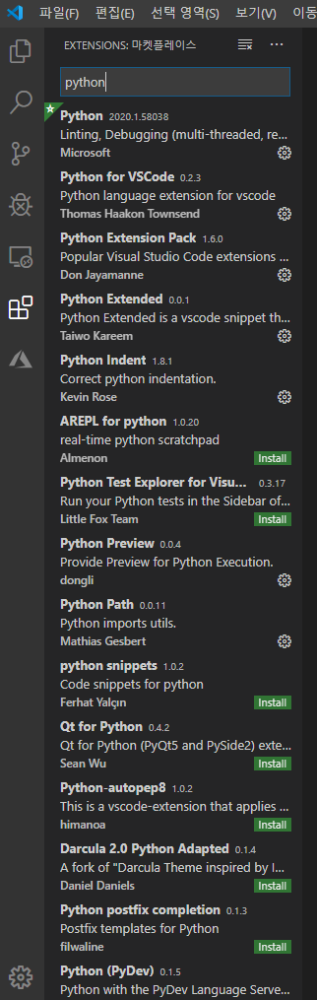 파일(F) 편집(E) 선택 영역(S) 보기(V) 이동
EXTENSIONS: 마켓플레이스
python
Python 2020.1.58038
Linting, Debugging (multi-threaded, re...
Microsoft
Python for VSCode 0.2.3
Python language extension for vscode
Thomas Haakon Townsend
Python Extension Pack 1.6.0
Popular Visual Studio Code extensions ...
Don Jayamanne
Python Extended 0.0.1
Python Extended is a vscode snippet th...
Taiwo Kareem
Python Indent 1.8.1
Correct python indentation.
Kevin Rose
AREPL for python 1.0.20
real-time python scratchpad
Almenon Install
Python Test Explorer for Visu... 0.3.17
Run your Python tests in the Sidebar of...
Little Fox Team Install
Python Preview 0.0.4
Provide Preview for Python Execution.
dongli
Python Path 0.0.11
Python imports utils.
Mathias Gesbert
python snippets 1.0.2
Code snippets for python
Ferhat Yalçın Install
Qt for Python 0.4.2
Qt for Python (PyQt5 and PySide2) exte...
Sean Wu Install
Python-autopep8 1.0.2
This is a vscode-extension that applies ...
himanoa Install
Darcula 2.0 Python Adapted 0.1.4
A fork of "Darcula Theme inspired by I...
Daniel Daniels Install
Python postfix completion 0.1.3
Postfix templates for Python
filwaline Install
Python (PyDev) 0.1.5
Python with the PyDev Language Serve...